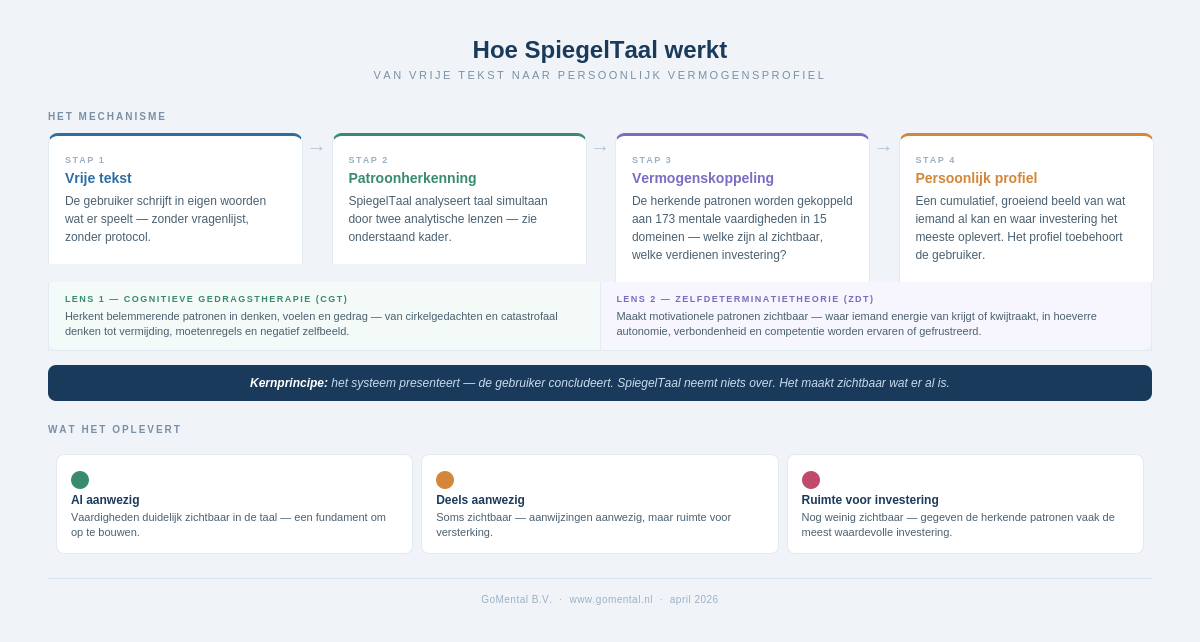 Hoe SpiegelTaal werkt
VAN VRIJE TEKST NAAR PERSOONLIJK VERMOGENSPROFIEL
HET MECHANISME
STAP 1
Vrije tekst
De gebruiker schrijft in eigen woorden
wat er speelt — zonder vragenlijst,
zonder protocol.
→
STAP 2
Patroonherkenning
SpiegelTaal analyseert taal simultaan
door twee analytische lenzen — zie
onderstaand kader.
→
STAP 3
Vermogenskoppeling
De herkende patronen worden gekoppeld
aan 173 mentale vaardigheden in 15
domeinen — welke zijn al zichtbaar,
welke verdienen investering?
→
STAP 4
Persoonlijk profiel
Een cumulatief, groeiend beeld van wat
iemand al kan en waar investering het
meeste oplevert. Het profiel toebehoort
de gebruiker.
LENS 1 — COGNITIEVE GEDRAGSTHERAPIE (CGT)
Herkent belemmerende patronen in denken, voelen en gedrag — van cirkelgedachten en catastrofaal
denken tot vermijding, moetenregels en negatief zelfbeeld.
LENS 2 — ZELFDETERMINATIETHEORIE (ZDT)
Maakt motivationele patronen zichtbaar — waar iemand energie van krijgt of kwijtraakt, in hoeverre
autonomie, verbondenheid en competentie worden ervaren of gefrustreerd.
Kernprincipe: het systeem presenteert — de gebruiker concludeert. SpiegelTaal neemt niets over. Het maakt zichtbaar wat er al is.
WAT HET OPLEVERT
Al aanwezig
Vaardigheden duidelijk zichtbaar in de taal — een fundament om
op te bouwen.
Deels aanwezig
Soms zichtbaar — aanwijzingen aanwezig, maar ruimte voor
versterking.
Ruimte voor investering
Nog weinig zichtbaar — gegeven de herkende patronen vaak de
meest waardevolle investering.
GoMental B.V. · www.gomental.nl · april 2026